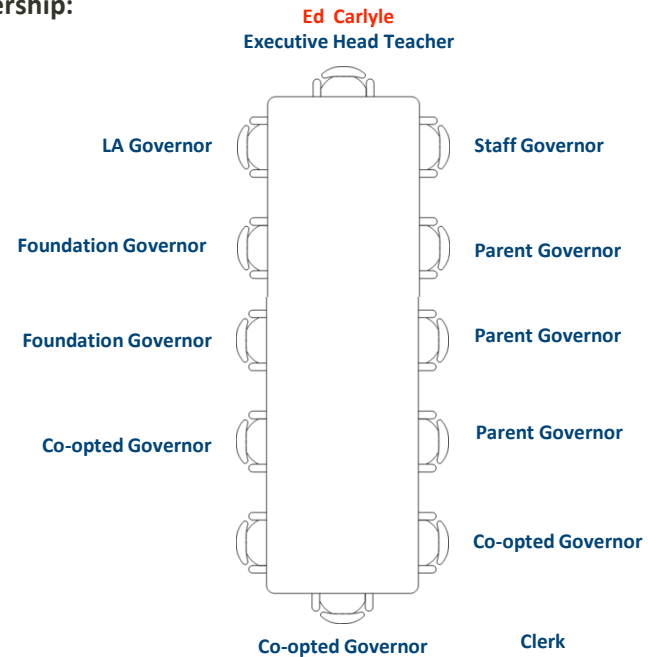 ership:
Ed Carlyle
Executive Head Teacher
LA Governor
Staff Governor
Foundation Governor
Parent Governor
Foundation Governor
Parent Governor
Co-opted Governor
Parent Governor
Co-opted Governor
Co-opted Governor
Clerk